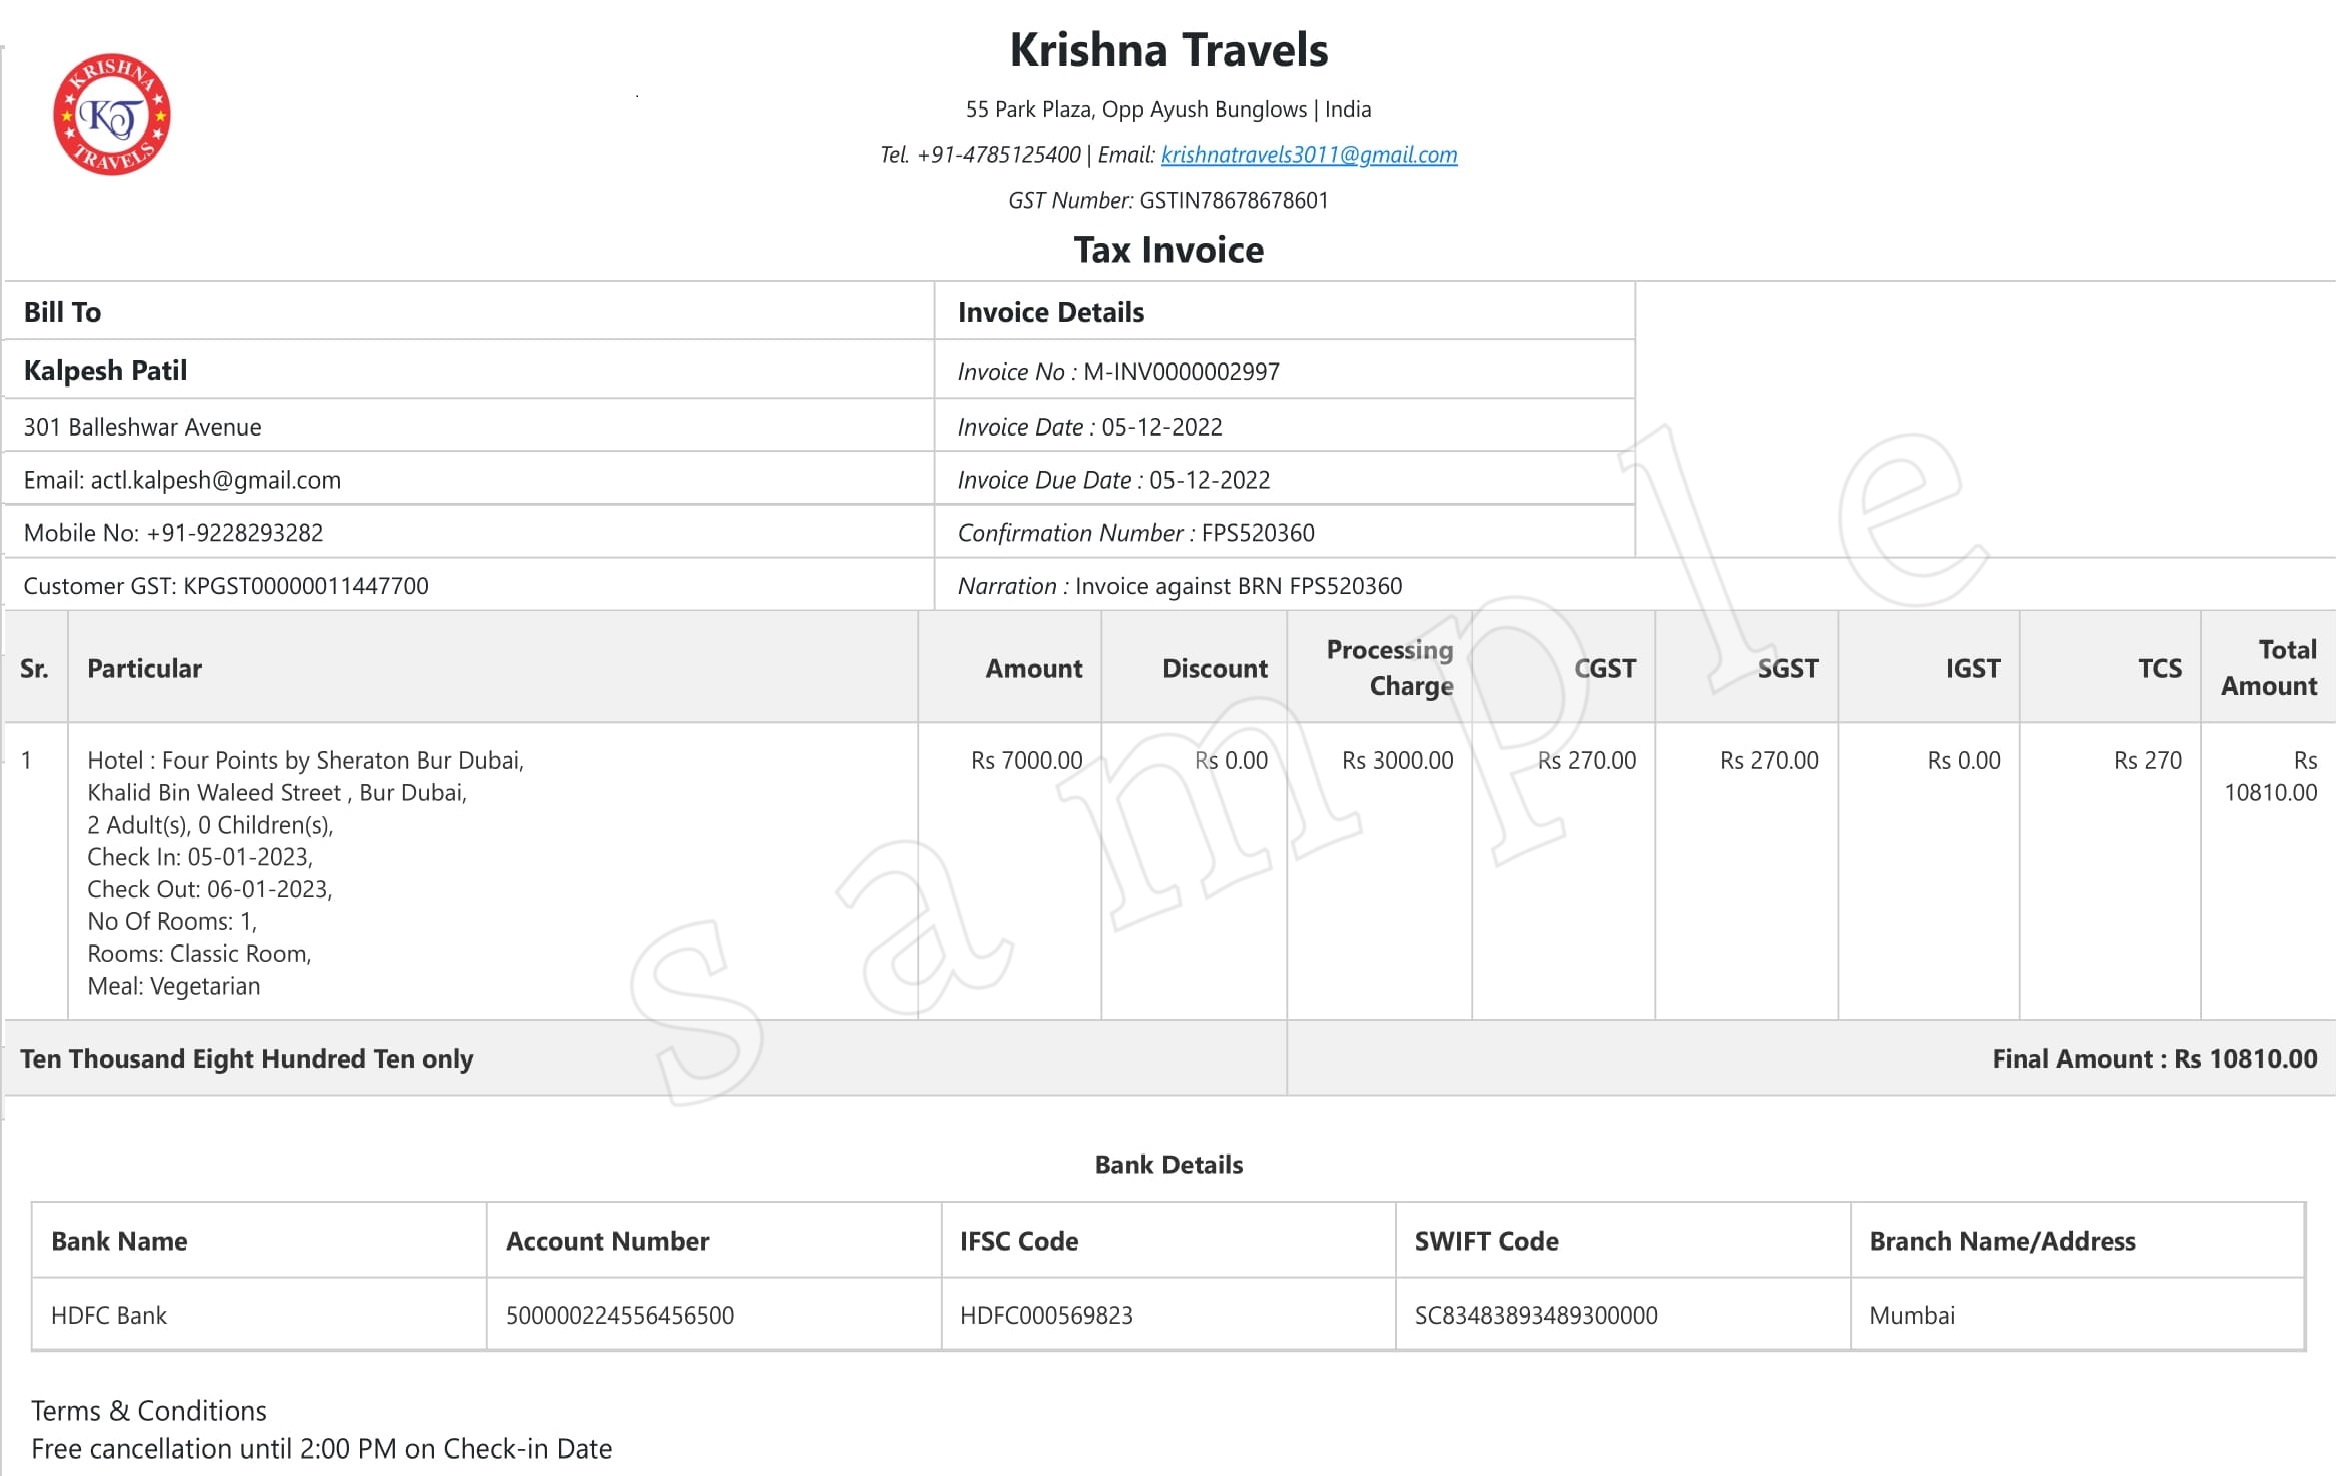 KRISHNA
KT
TRAVELS
Krishna Travels
55 Park Plaza, Opp Ayush Bunglows | India
Tel. +91-4785125400 | Email: krishnatravels3011@gmail.com
GST Number: GSTIN78678678601
Tax Invoice
Bill To
Invoice Details
Kalpesh Patil
Invoice No : M-INV0000002997
301 Balleshwar Avenue
Invoice Date : 05-12-2022
Email: actl.kalpesh@gmail.com
Invoice Due Date : 05-12-2022
Mobile No: +91-9228293282
Confirmation Number : FPS520360
Customer GST: KPGST00000011447700
Narration : Invoice against BRN FPS520360
Sr. Particular Amount Discount Processing Charge CGST SGST IGST TCS Total Amount
1 Hotel : Four Points by Sheraton Bur Dubai, Rs 7000.00 Rs 0.00 Rs 3000.00 Rs 270.00 Rs 270.00 Rs 0.00 Rs 270 Rs
Khalid Bin Waleed Street , Bur Dubai, 10810.00
2 Adult(s), 0 Children(s),
Check In: 05-01-2023,
Check Out: 06-01-2023,
No Of Rooms: 1,
Rooms: Classic Room,
Meal: Vegetarian
Ten Thousand Eight Hundred Ten only
Final Amount : Rs 10810.00
sample
Bank Details
Bank Name Account Number IFSC Code SWIFT Code Branch Name/Address
HDFC Bank 500000224556456500 HDFC000569823 SC83483893489300000 Mumbai
Terms & Conditions
Free cancellation until 2:00 PM on Check-in Date